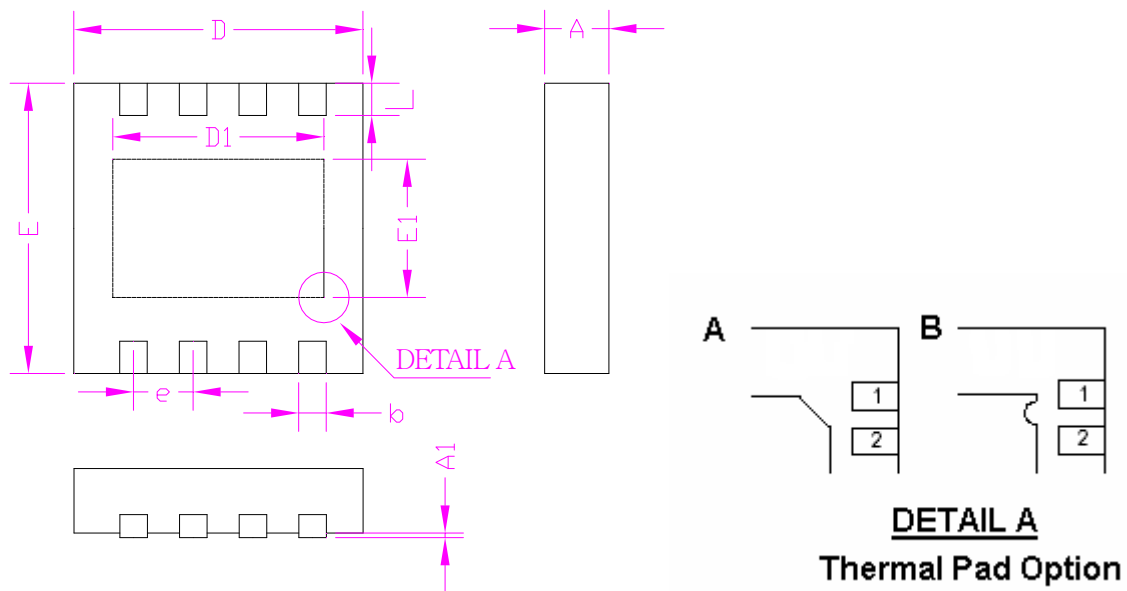 D
A
L
D1
E
E1
DETAIL A
e
b
A1
A
B
1
1
2
2
DETAIL A
Thermal Pad Option